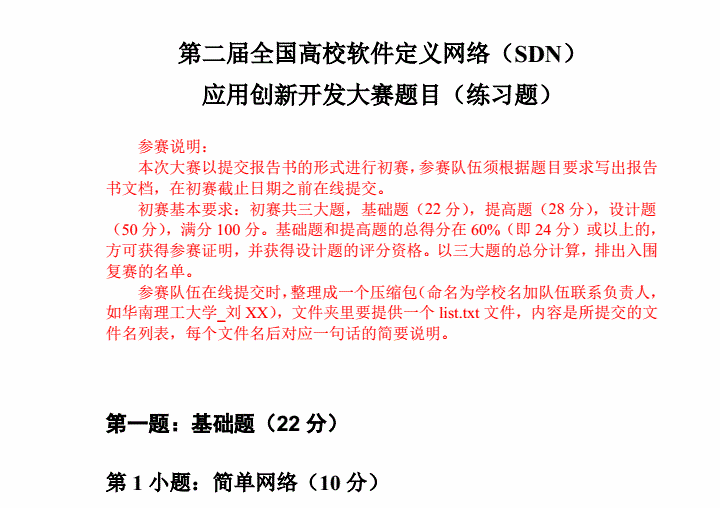 第二届全国高校软件定义网络（SDN）
应用创新开发大赛题目（练习题）
参赛说明：
本次大赛以提交报告书的形式进行初赛，参赛队伍须根据题目要求写出报告
书文档，在初赛截止日期之前在线提交。
初赛基本要求：初赛共三大题，基础题（22 分），提高题（28 分），设计题
（50 分），满分 100 分。基础题和提高题的总得分在 60%（即 24 分）或以上的，
方可获得参赛证明，并获得设计题的评分资格。以三大题的总分计算，排出入围
复赛的名单。
参赛队伍在线提交时，整理成一个压缩包（命名为学校名加队伍联系负责人，
如华南理工大学_刘 XX），文件夹里要提供一个 list.txt 文件，内容是所提交的文
件名列表，每个文件名后对应一句话的简要说明。
第一题：基础题（22 分）
第 1 小题：简单网络（10 分）